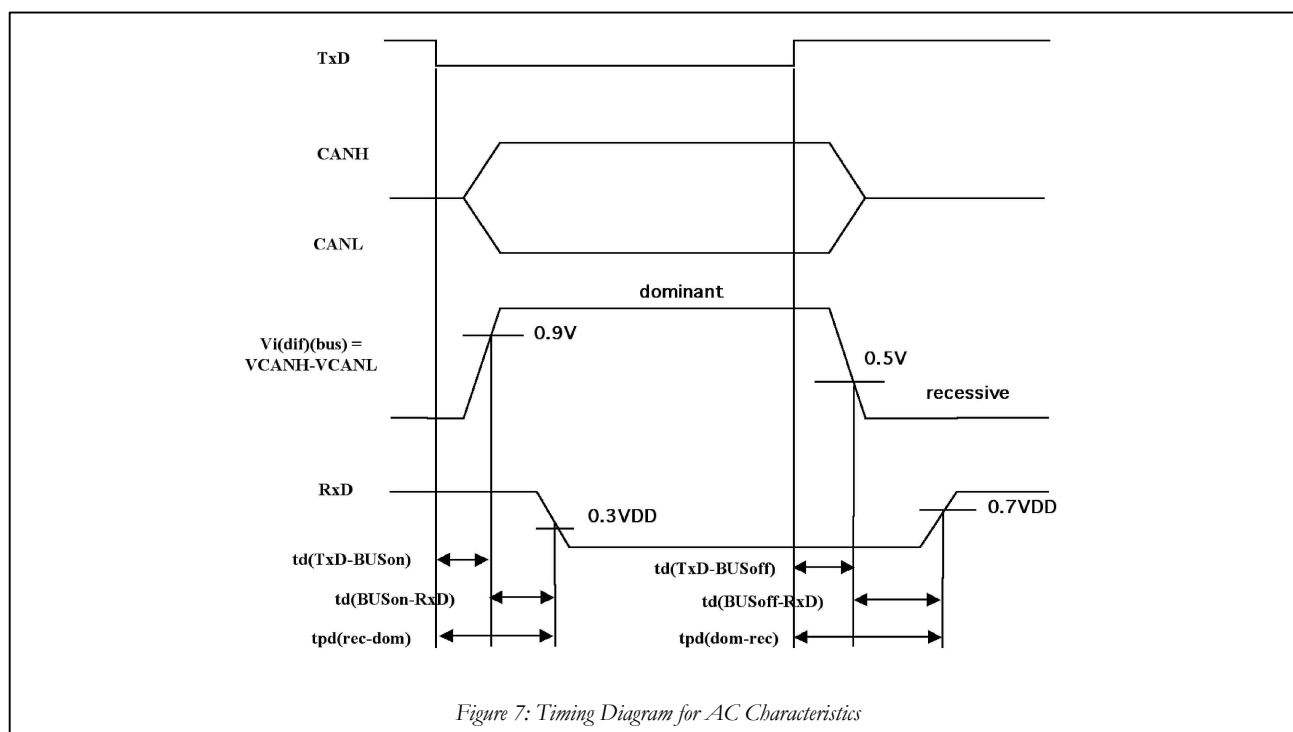 TxD
CANH
CANL
dominant
0.9V
Vi(dif)(bus) =
VCANH-VCANL
0.5V
recessive
RxD
0.3VDD
0.7VDD
td(TxD-BUSon)
td(TxD-BUSoff)
td(BUSon-RxD)
td(BUSoff-RxD)
tpd(rec-dom)
tpd(dom-rec)
Figure 7: Timing Diagram for AC Characteristics